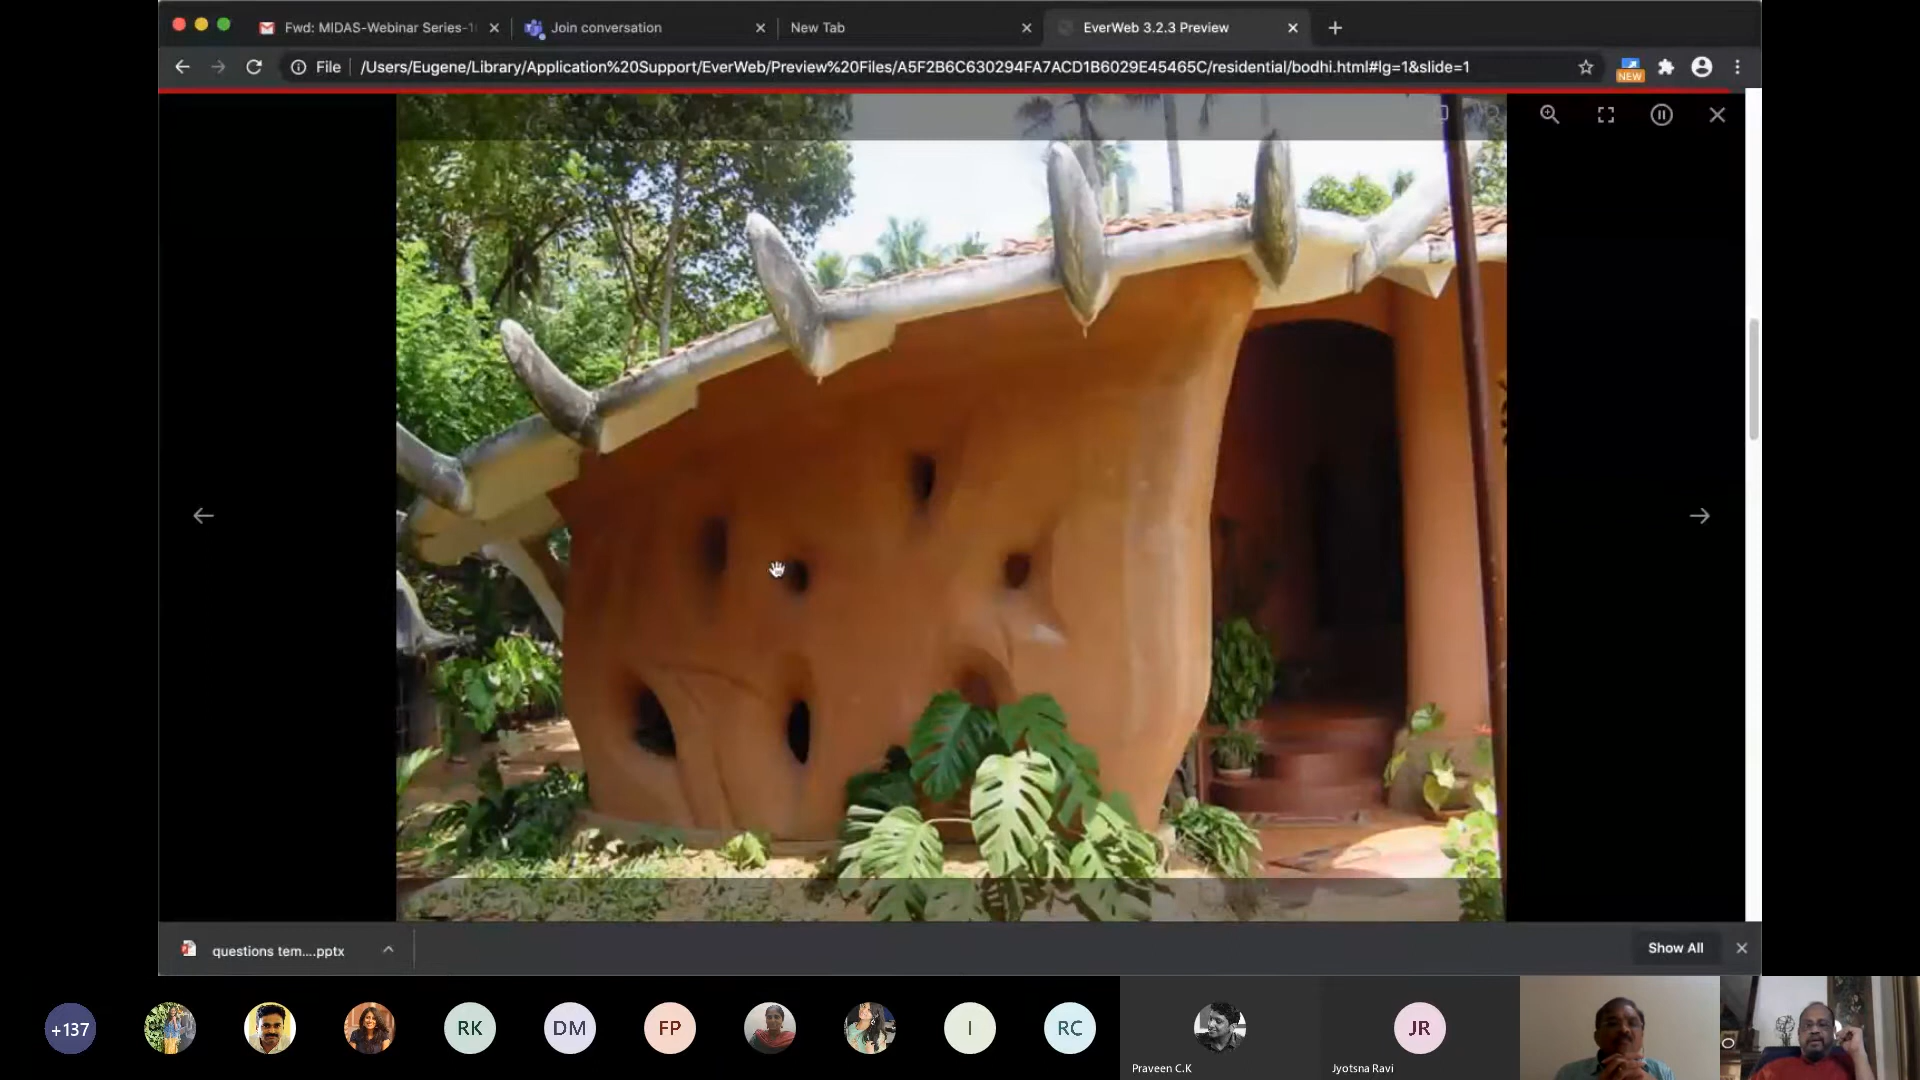 Fwd: MIDAS-Webinar Series-1
Join conversation
New Tab
EverWeb 3.2.3 Preview
File
/Users/Eugene/Library/Application%20Support/EverWeb/Preview%20Files/A5F2B6C630294FA7ACD1B6029E45465C/residential/bodhi.html#lg=1&slide=1
NEW
questions tem....pptx
Show All
+137
RK
DM
FP
I
RC
Praveen C.K
JR
Jyotsna Ravi